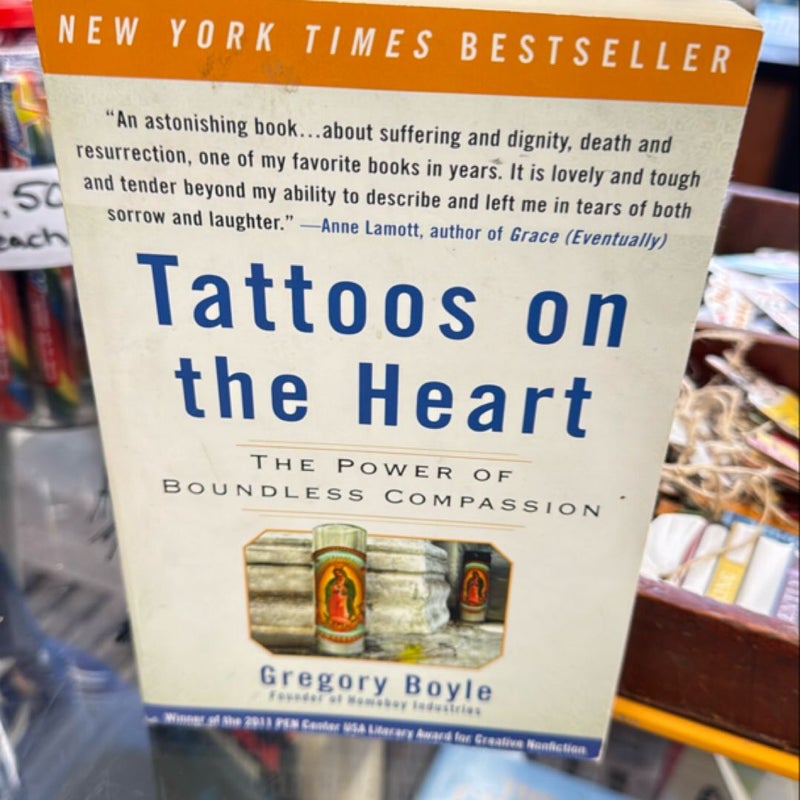 NEW YORK TIMES BESTSELLER
“An astonishing book...about suffering and dignity, death and
resurrection, one of my favorite books in years. It is lovely and tough
and tender beyond my ability to describe and left me in tears of both
sorrow and laughter.” —Anne Lamott, author of Grace (Eventually)
Tattoos on
the Heart
THE POWER OF
BOUNDLESS COMPASSION
Gregory Boyle
Founder of Homeboy Industries
Winner of the 2011 PEN Center USA Literary Award for Creative Nonfiction
.50
each